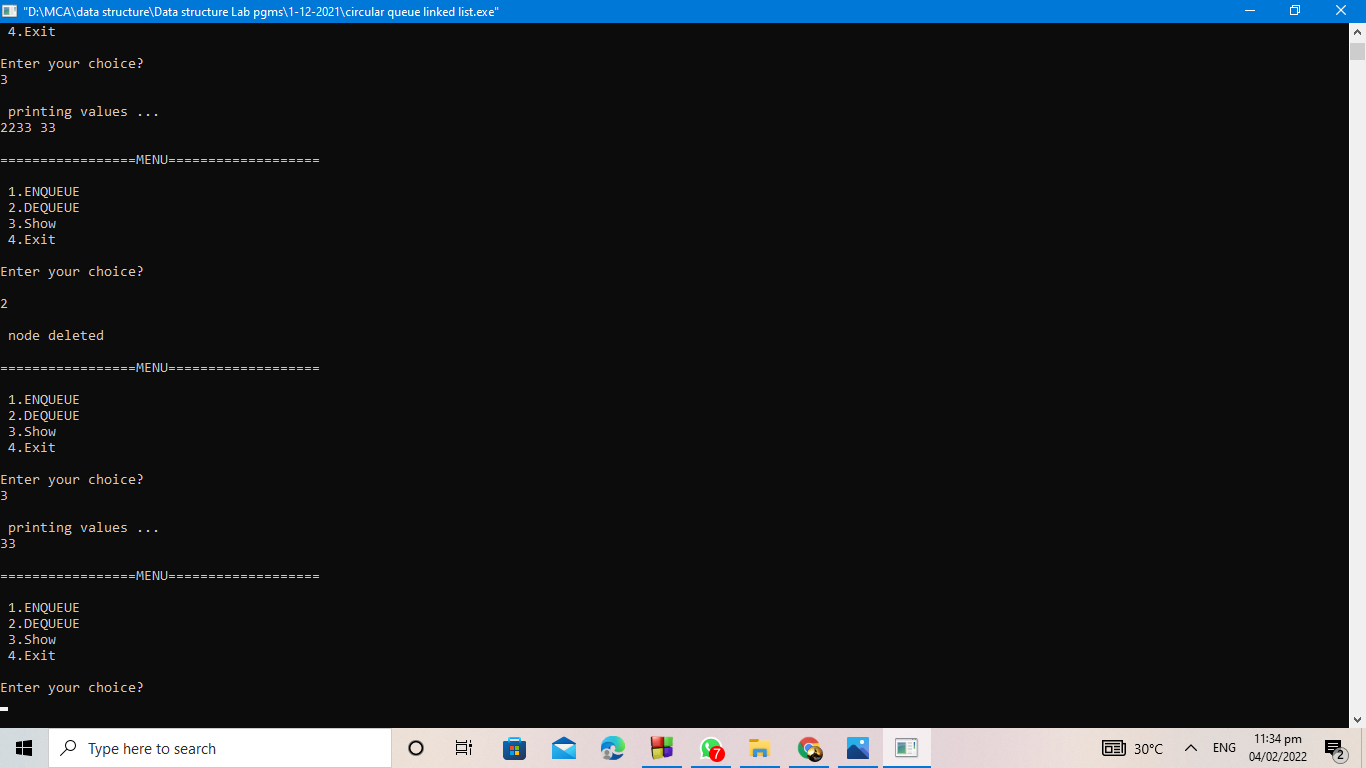 "D:\MCA\data structure\Data structure Lab pgms\1-12-2021\circular queue linked list.exe"
4.Exit
Enter your choice?
3
printing values ...
2233 33
=================MENU===================
1.ENQUEUE
2.DEQUEUE
3.Show
4.Exit
Enter your choice?
2
node deleted
=================MENU===================
1.ENQUEUE
2.DEQUEUE
3.Show
4.Exit
Enter your choice?
3
printing values ...
33
=================MENU===================
1.ENQUEUE
2.DEQUEUE
3.Show
4.Exit
Enter your choice?
Type here to search
7
30°C
ENG
11:34 pm
04/02/2022
2